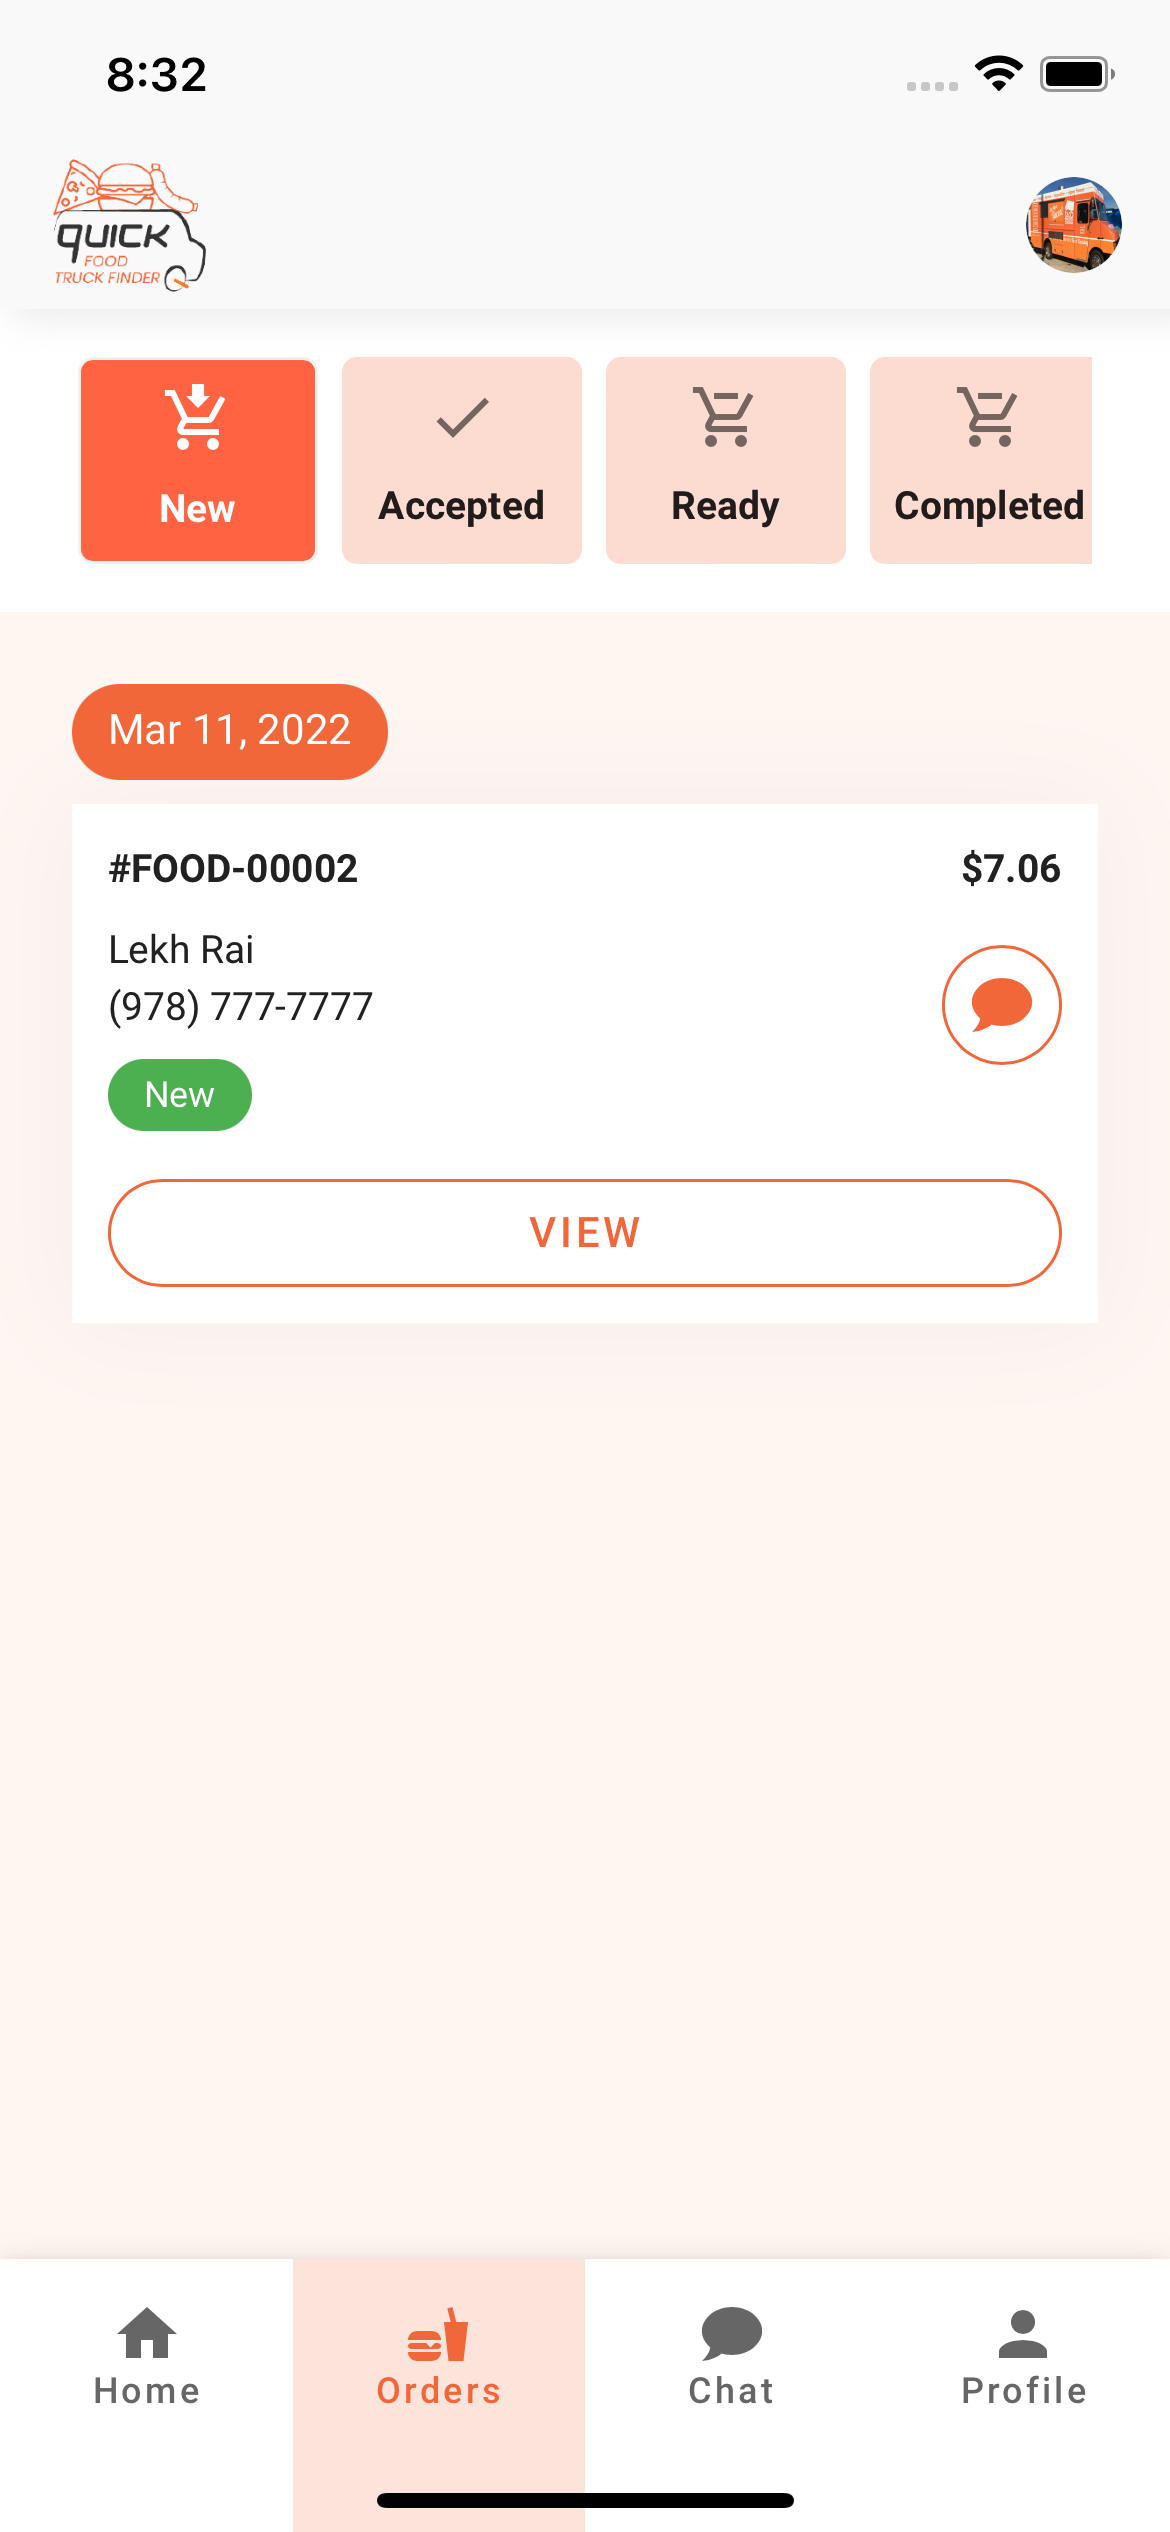 8:32
QUICK
FOOD
TRUCK FINDER
New
Accepted
Ready
Completed
Mar 11, 2022
#FOOD-00002
$7.06
Lekh Rai
(978) 777-7777
New
VIEW
Home
Orders
Chat
Profile